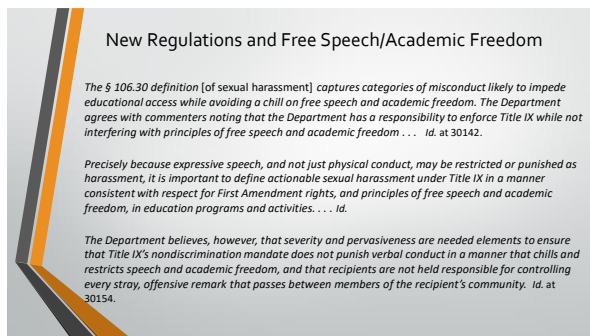 New Regulations and Free Speech/Academic Freedom
The § 106.30 definition [of sexual harassment] captures categories of misconduct likely to impede
educational access while avoiding a chill on free speech and academic freedom. The Department
agrees with commenters noting that the Department has a responsibility to enforce Title IX while not
interfering with principles of free speech and academic freedom . . .   Id. at 30142.
Precisely because expressive speech, and not just physical conduct, may be restricted or punished as
harassment, it is important to define actionable sexual harassment under Title IX in a manner
consistent with respect for First Amendment rights, and principles of free speech and academic
freedom, in education programs and activities. . . . Id.
The Department believes, however, that severity and pervasiveness are needed elements to ensure
that Title IX's nondiscrimination mandate does not punish verbal conduct in a manner that chills and
restricts speech and academic freedom, and that recipients are not held responsible for controlling
every stray, offensive remark that passes between members of the recipient's community.  Id. at
30154.